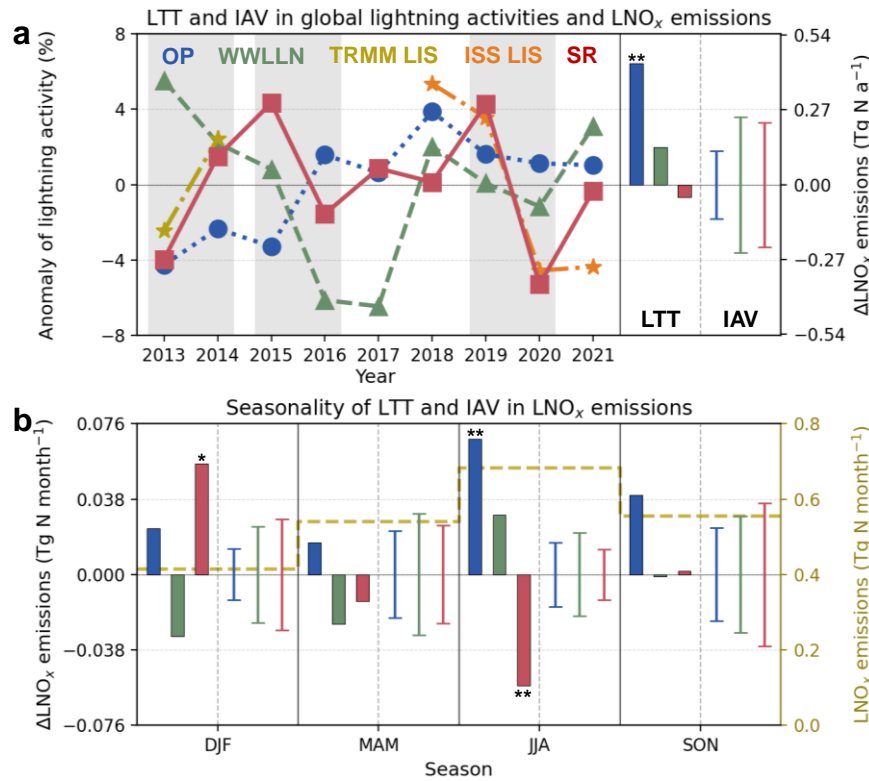 a
LTT and IAV in global lightning activities and LNOₓ emissions
OP WWLLN TRMM LIS ISS LIS SR
Anomaly of lightning activity (%)
8
4
0
−4
−8
2013 2014 2015 2016 2017 2018 2019 2020 2021
Year
**
LTT IAV
0.54
0.27
0.00
−0.27
−0.54
ΔLNOₓ emissions (Tg N a⁻¹)
b
Seasonality of LTT and IAV in LNOₓ emissions
ΔLNOₓ emissions (Tg N month⁻¹)
0.076
0.038
0.000
−0.038
−0.076
*
**
**
DJF MAM JJA SON
Season
0.8
0.6
0.4
0.2
0.0
LNOₓ emissions (Tg N month⁻¹)